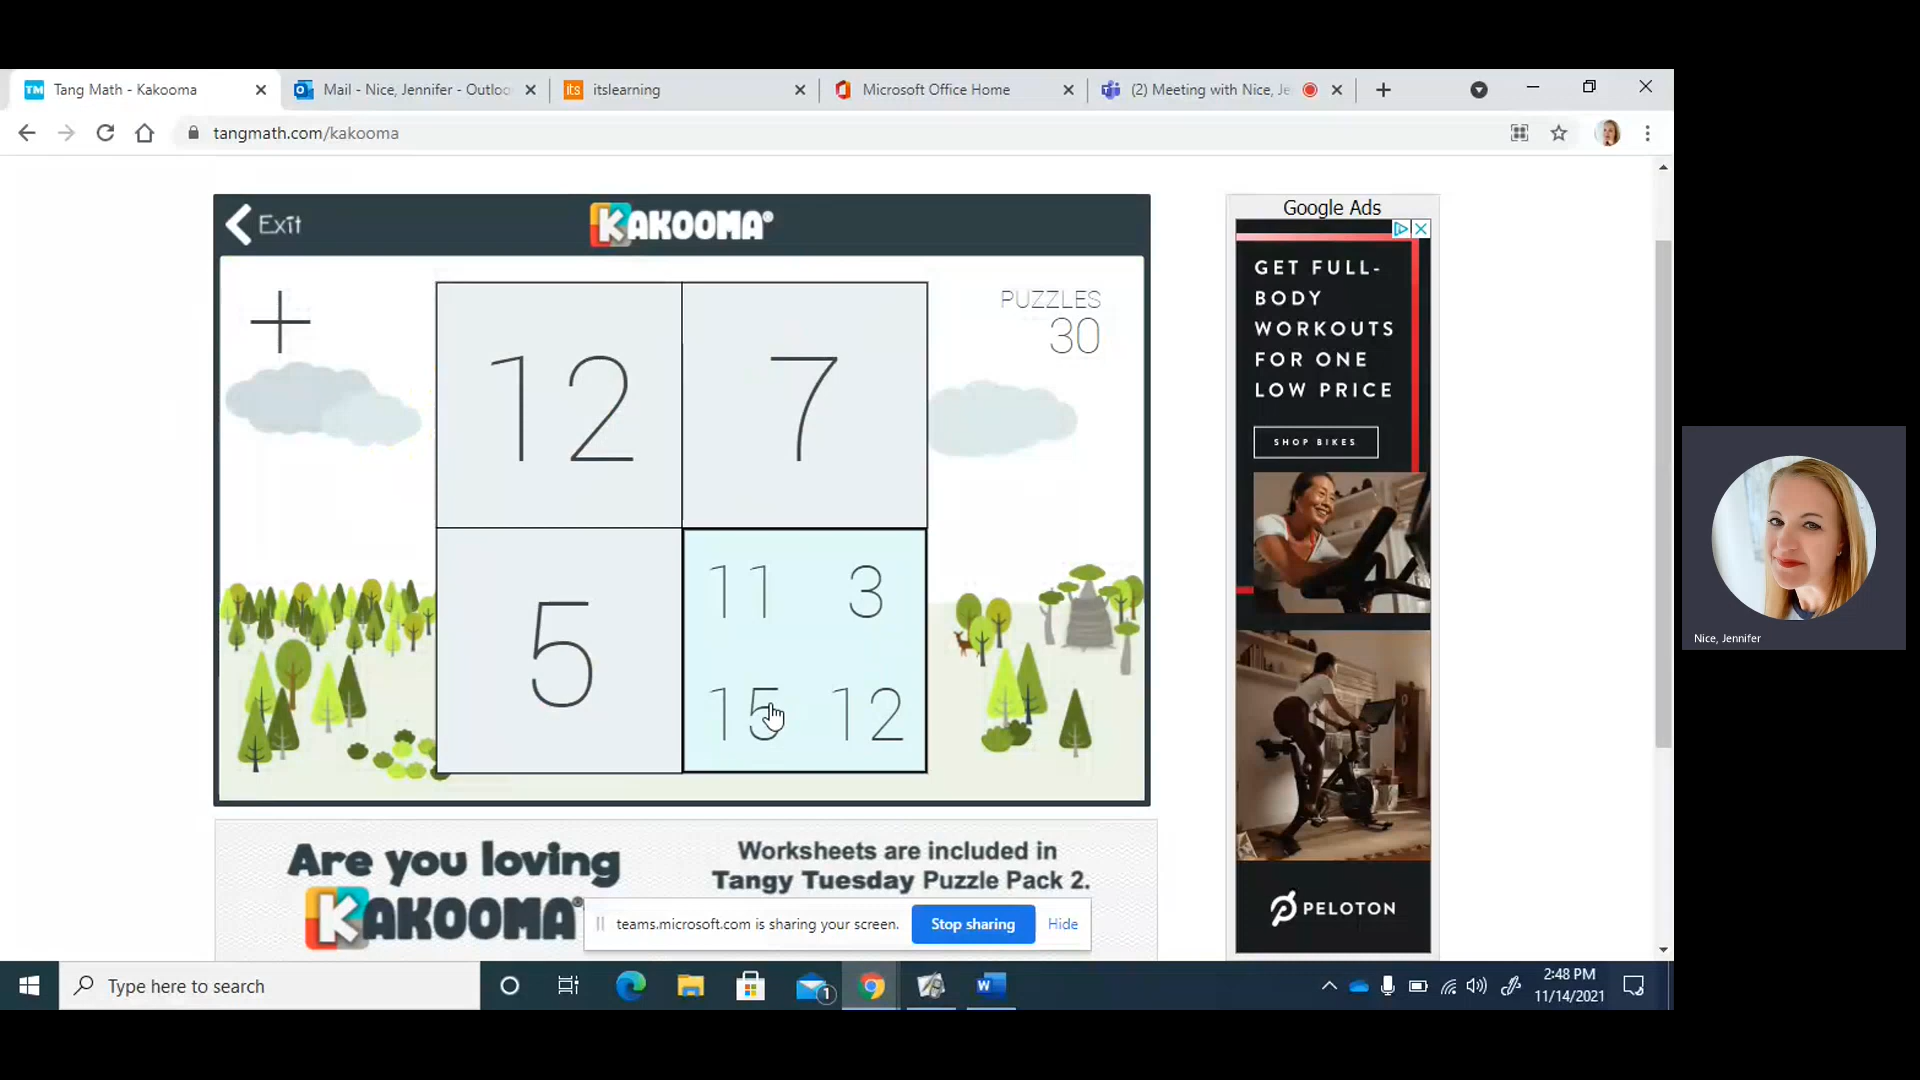 Tang Math - Kakooma
Mail - Nice, Jennifer - Outloo
itslearning
Microsoft Office Home
(2) Meeting with Nice, Je
tangmath.com/kakooma
Exit
KAKOOMA®
PUZZLES
30
12
7
5
11 3
15 12
Google Ads
GET FULL-
BODY
WORKOUTS
FOR ONE
LOW PRICE
SHOP BIKES
PELOTON
Are you loving
KAKOOMA®
Worksheets are included in
Tangy Tuesday Puzzle Pack 2.
teams.microsoft.com is sharing your screen.
Stop sharing
Hide
Nice, Jennifer
Type here to search
1
2:48 PM
11/14/2021